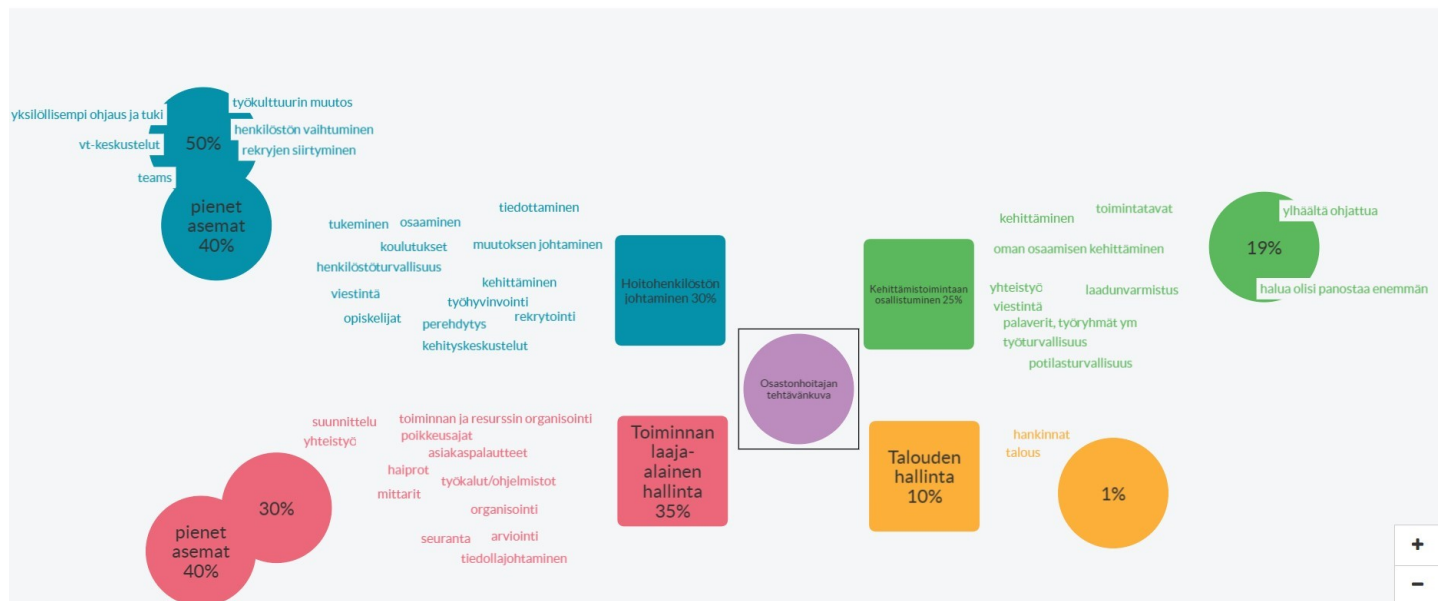 yksilöllisempi ohjaus ja tuki
työkulttuurin muutos
henkilöstön vaihtuminen
vt-keskustelut
50%
rekryjen siirtyminen
teams
pienet
asemat
40%
tiedottaminen
tukeminen
osaaminen
koulutukset
muutoksen johtaminen
henkilöstöturvallisuus
kehittäminen
viestintä
työhyvinvointi
opiskelijat
perehdytys
rekrytointi
kehityskeskustelut
Hoitohenkilöstön
johtaminen 30%
Kehittämistoimintaan
osallistuminen 25%
kehittäminen
toimintatavat
oman osaamisen kehittäminen
yhteistyö
laadunvarmistus
viestintä
palaverit, työryhmät ym
työturvallisuus
potilasturvallisuus
ylhäältä ohjattua
19%
halua olisi panostaa enemmän
Osastonhoitajan
tehtävänkuva
suunnittelu
toiminnan ja resurssin organisointi
yhteistyö
poikkeusajat
asiakaspalautteet
haiprot
työkalut/ohjelmistot
mittarit
organisointi
seuranta
arviointi
tiedollajohtaminen
30%
pienet
asemat
40%
Toiminnan
laaja-
alainen
hallinta
35%
Talouden
hallinta
10%
hankinnat
talous
1%
+
−